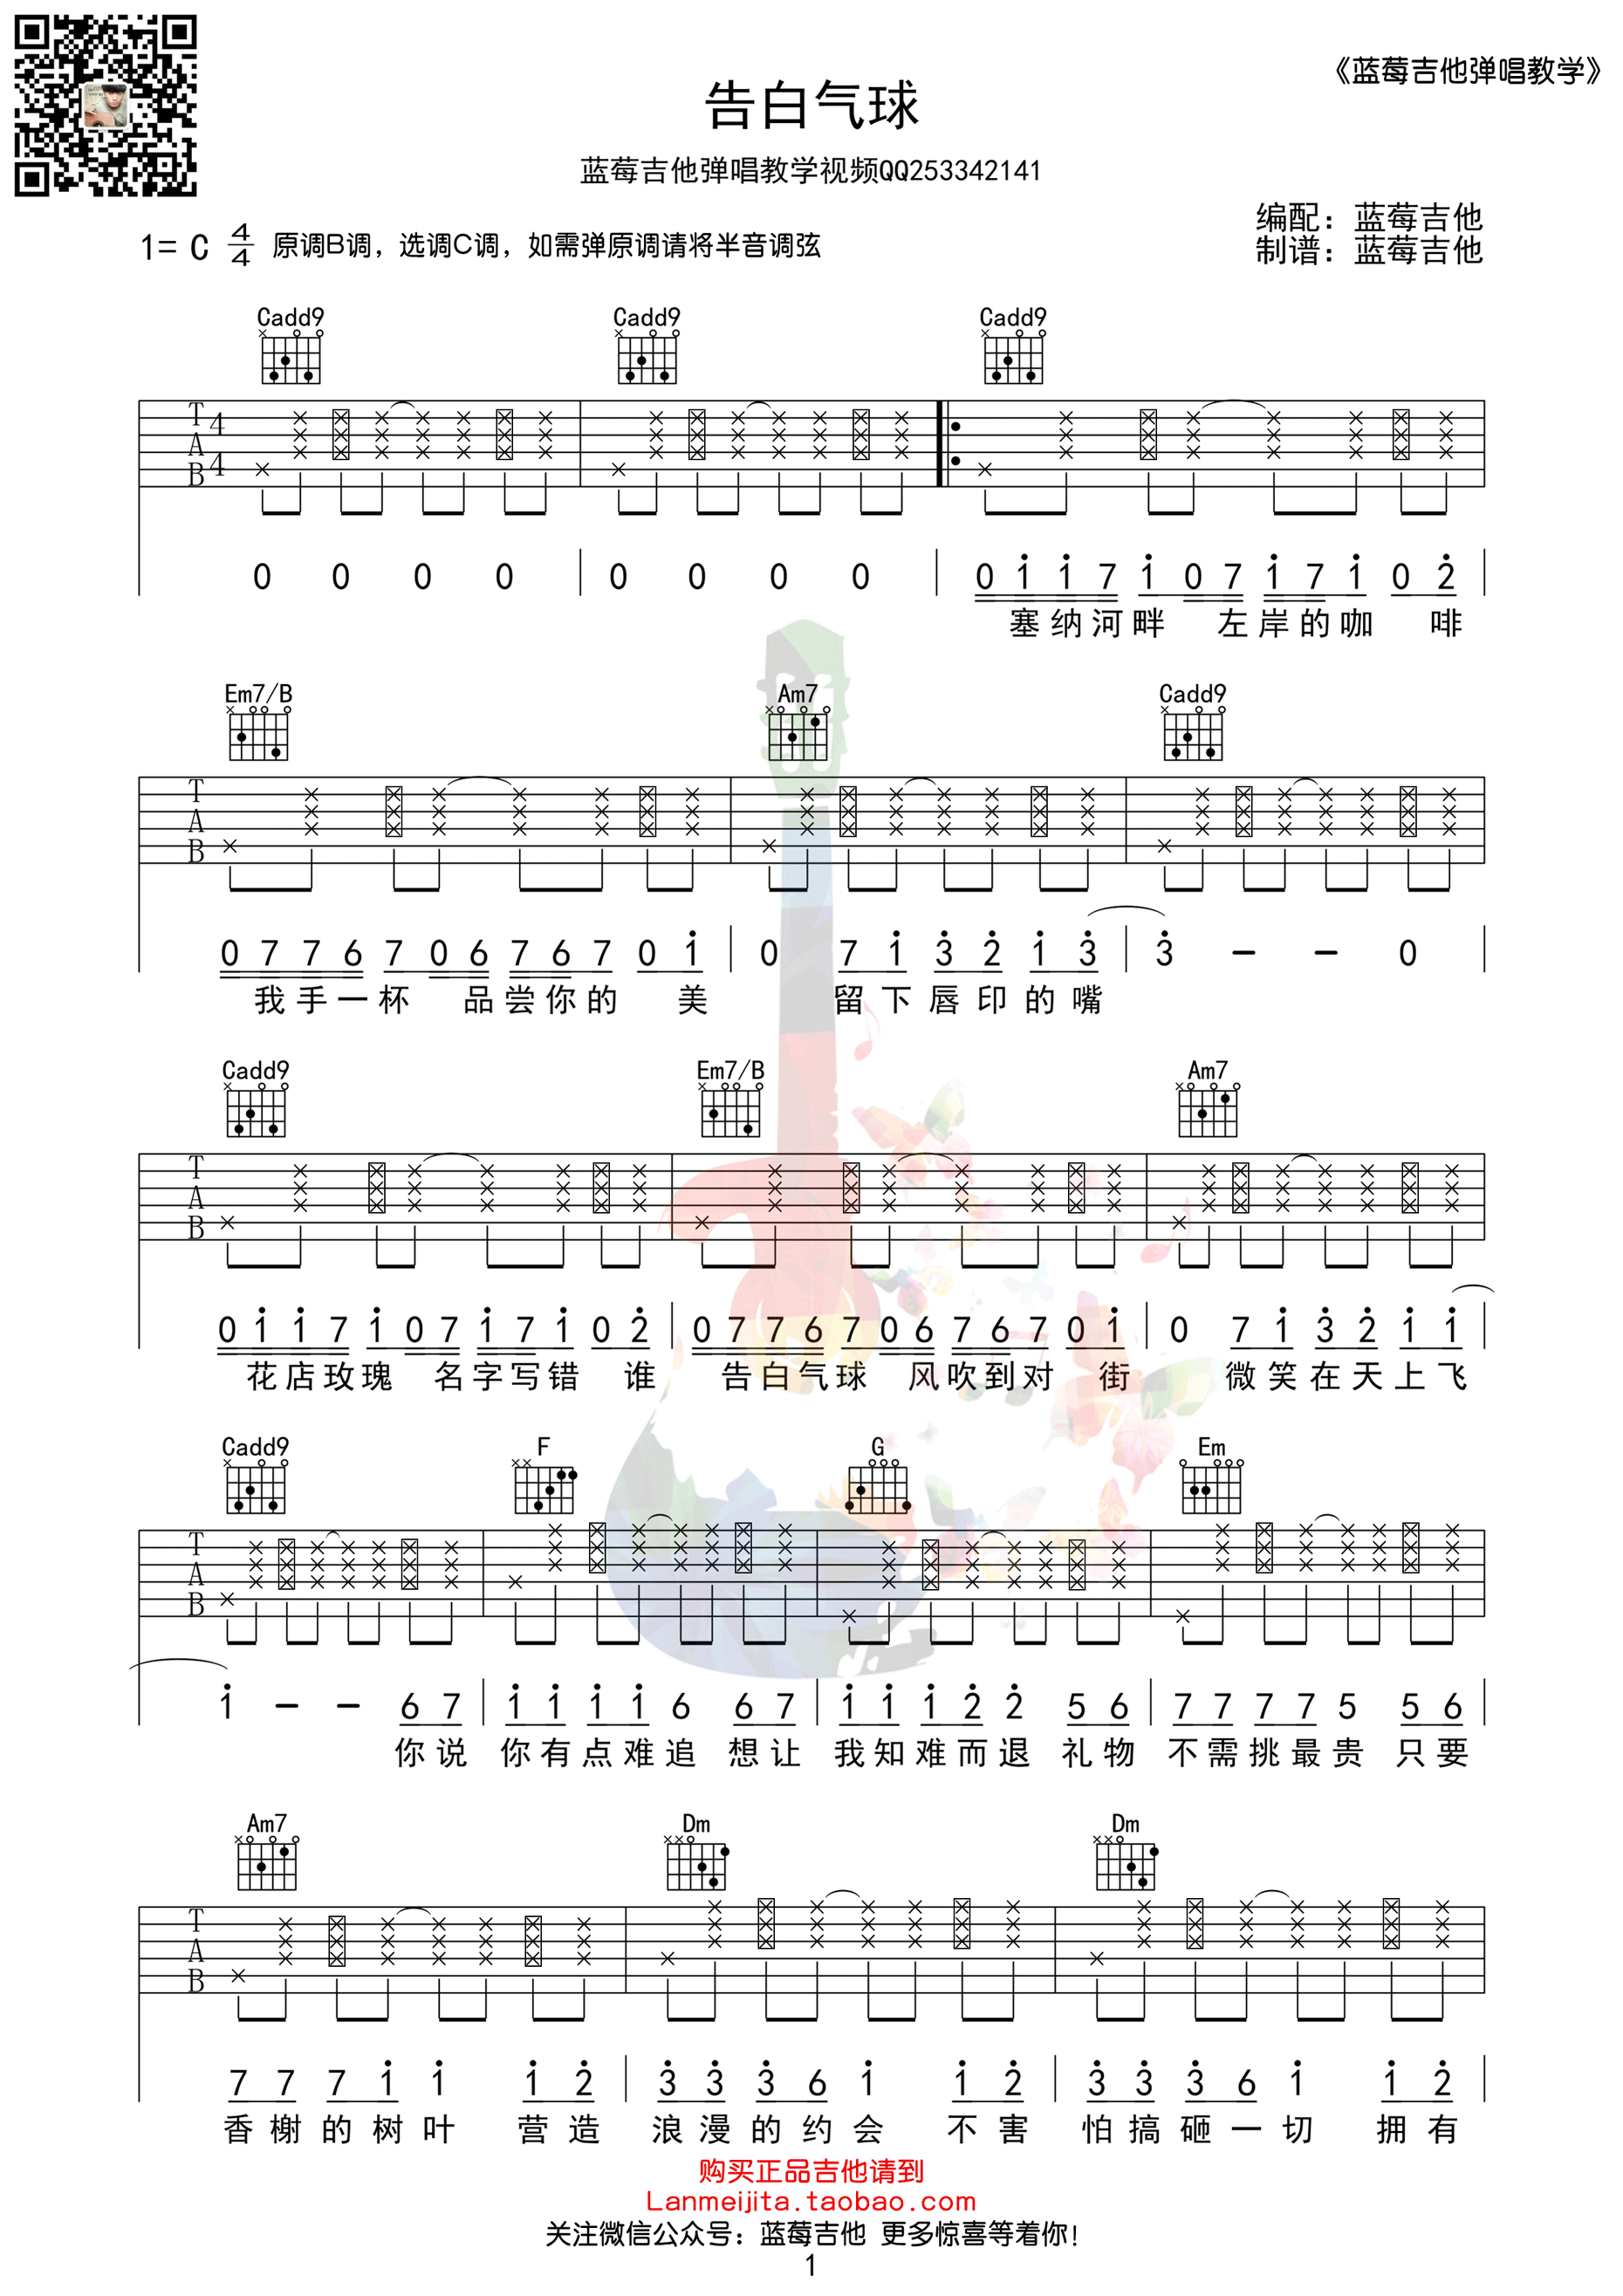 《蓝莓吉他弹唱教学》
告白气球
蓝莓吉他弹唱教学视频QQ253342141
编配：蓝莓吉他
1= C 4/4 原调B调，选调C调，如需弹原调请将半音调弦
制谱：蓝莓吉他
Cadd9 Cadd9 Cadd9
T A B 4 4
0 0 0 0 | 0 0 0 0 | 0 i i 7 i 0 7 i 7 i 0 2̇
塞纳河畔 左岸的咖 啡
Em7/B Am7 Cadd9
T A B
0 7 7 6 7 0 6 7 6 7 0 i | 0 7 i 3̇ 2̇ i 3̇ | 3̇ － － 0
我手一杯 品尝你的 美 留下唇印的嘴
Cadd9 Em7/B Am7
T A B
0 i i 7 i 0 7 i 7 i 0 2̇ | 0 7 7 6 7 0 6 7 6 7 0 i | 0 7 i 3̇ 2̇ i i
花店玫瑰 名字写错 谁 告白气球 风吹到对 街 微笑在天上飞
Cadd9 F G Em
T A B
i － － 6 7 | i i i i 6 6 7 | i i i 2̇ 2̇ 5 6 | 7 7 7 7 5 5 6
你说 你有点难追 想让 我知难而退 礼物 不需挑最贵 只要
Am7 Dm Dm
T A B
7 7 7 i i i 2̇ | 3̇ 3̇ 3̇ 6 i i 2̇ | 3̇ 3̇ 3̇ 6 i i 2̇
香榭的树叶 营造 浪漫的约会 不害 怕搞砸一切 拥有
购买正品吉他请到
Lanmeijita.taobao.com
关注微信公众号：蓝莓吉他 更多惊喜等着你！
1